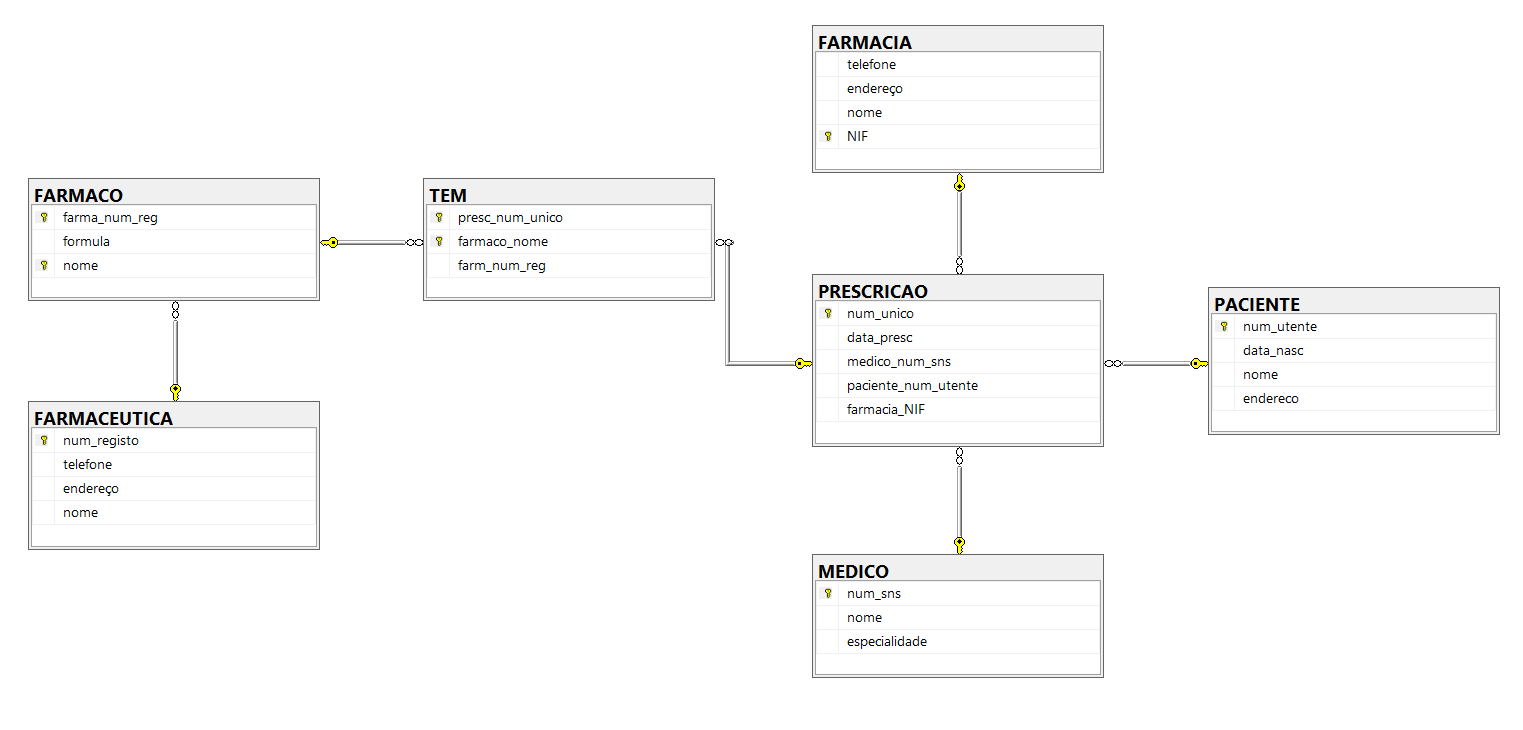 FARMACIA
telefone
endereço
nome
NIF
FARMACO
farma_num_reg
formula
nome
TEM
presc_num_unico
farmaco_nome
farm_num_reg
PRESCRICAO
num_unico
data_presc
medico_num_sns
paciente_num_utente
farmacia_NIF
PACIENTE
num_utente
data_nasc
nome
endereco
FARMACEUTICA
num_registo
telefone
endereço
nome
MEDICO
num_sns
nome
especialidade